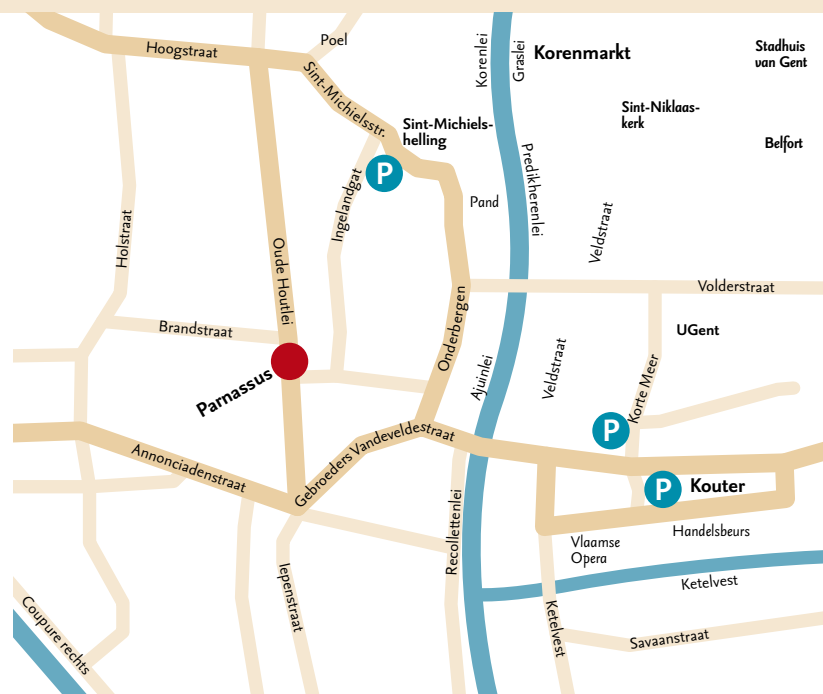 Poel
Hoogstraat
Korenlei
Graslei
Korenmarkt
Stadhuis
van Gent
Sint-Michielsstr.
Sint-Niklaas-
kerk
Sint-Michiels-
helling
Belfort
P
Predikherenlei
Ingelandgat
Pand
Holstraat
Veldstraat
Oude Houtlei
Volderstraat
Brandstraat
Onderbergen
UGent
Ajuinlei
Veldstraat
Korte Meer
Parnassus
P
Gebroeders Vandeveldestraat
Annonciadenstraat
P
Kouter
Recollettenlei
Handelsbeurs
Vlaamse
Opera
Iepenstraat
Ketelvest
Ketelvest
Coupure rechts
Savaanstraat